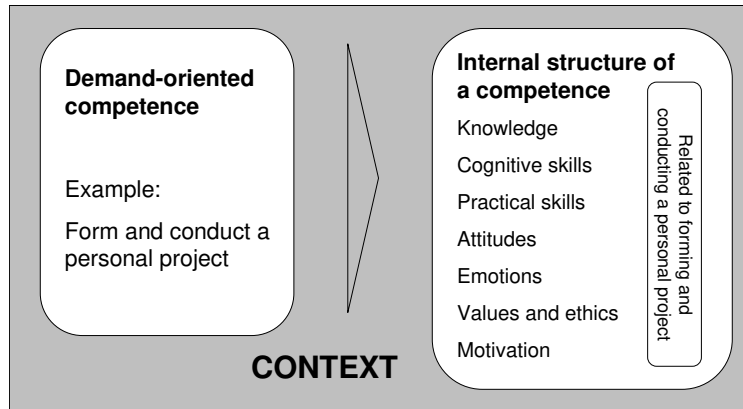 Demand-oriented
competence
Example:
Form and conduct a
personal project
Internal structure of
a competence
Knowledge
Cognitive skills
Practical skills
Attitudes
Emotions
Values and ethics
Motivation
Related to forming and
conducting a personal project
CONTEXT